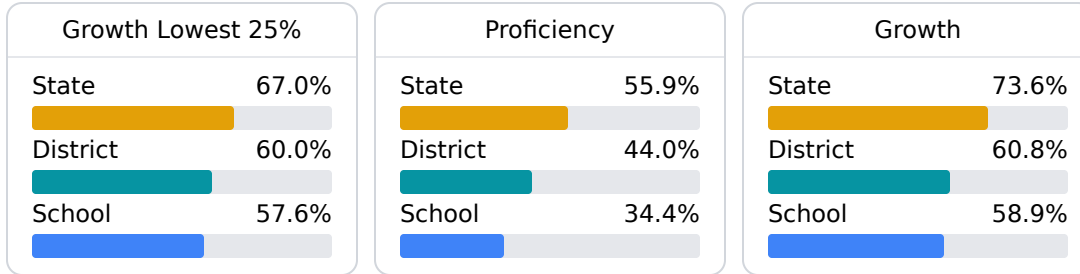 Growth Lowest 25%
State 67.0%
District 60.0%
School 57.6%
Proficiency
State 55.9%
District 44.0%
School 34.4%
Growth
State 73.6%
District 60.8%
School 58.9%